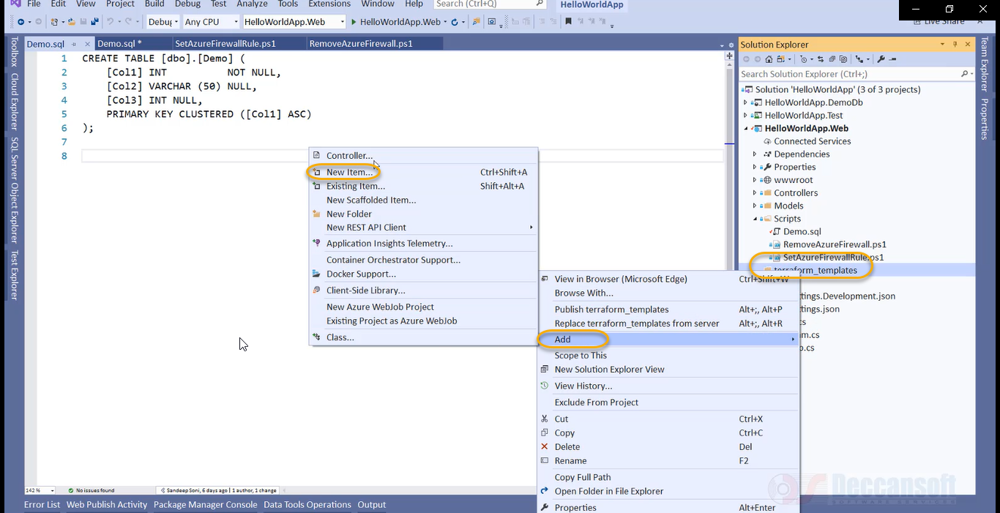 File Edit View Project Build Debug Test Analyze Tools Extensions Window Help Search (Ctrl+Q) HelloWorldApp
Debug Any CPU HelloWorldApp.Web HelloWorldApp.Web Live Share
Demo.sql Demo.sql * SetAzureFirewallRule.ps1 RemoveAzureFirewall.ps1
Toolbox
Cloud Explorer
SQL Server Object Explorer
Test Explorer
1 CREATE TABLE [dbo].[Demo] (
2 [Col1] INT NOT NULL,
3 [Col2] VARCHAR (50) NULL,
4 [Col3] INT NULL,
5 PRIMARY KEY CLUSTERED ([Col1] ASC)
6 );
7
8
Controller...
New Item... Ctrl+Shift+A
Existing Item... Shift+Alt+A
New Scaffolded Item...
New Folder
New REST API Client
Application Insights Telemetry...
Container Orchestrator Support...
Docker Support...
Client-Side Library...
New Azure WebJob Project
Existing Project as Azure WebJob
Class...
View in Browser (Microsoft Edge) Ctrl+Shift+W
Browse With...
Publish terraform_templates Alt+;, Alt+P
Replace terraform_templates from server Alt+;, Alt+R
Add
Scope to This
New Solution Explorer View
View History...
Exclude From Project
Cut Ctrl+X
Copy Ctrl+C
Delete Del
Rename F2
Copy Full Path
Open Folder in File Explorer
Properties Alt+Enter
Solution Explorer
Search Solution Explorer (Ctrl+;)
Solution 'HelloWorldApp' (3 of 3 projects)
HelloWorldApp.DemoDb
HelloWorldApp.Test
HelloWorldApp.Web
Connected Services
Dependencies
Properties
wwwroot
Controllers
Models
Scripts
Demo.sql
RemoveAzureFirewall.ps1
SetAzureFirewallRule.ps1
terraform_templates
tings.Development.json
tings.json
cs
m.cs
o.cs
Team Explorer
Properties
142 % No issues found Sandeep Soni, 6 days ago | 1 author, 1 change
Error List Web Publish Activity Package Manager Console Data Tools Operations Output
Deccansoft
SOFTWARE SERVICES